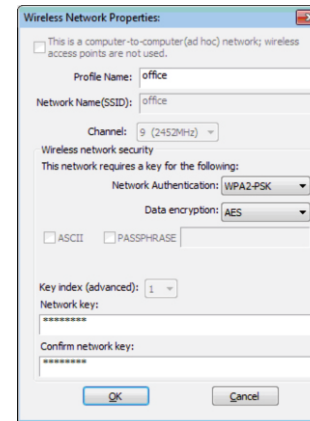 Wireless Network Properties:
This is a computer-to-computer(ad hoc) network; wireless
access points are not used.
Profile Name: office
Network Name(SSID): office
Channel: 9 (2452MHz)
Wireless network security
This network requires a key for the following:
Network Authentication: WPA2-PSK
Data encryption: AES
ASCII PASSPHRASE
Key index (advanced): 1
Network key:
********
Confirm network key:
********
OK Cancel